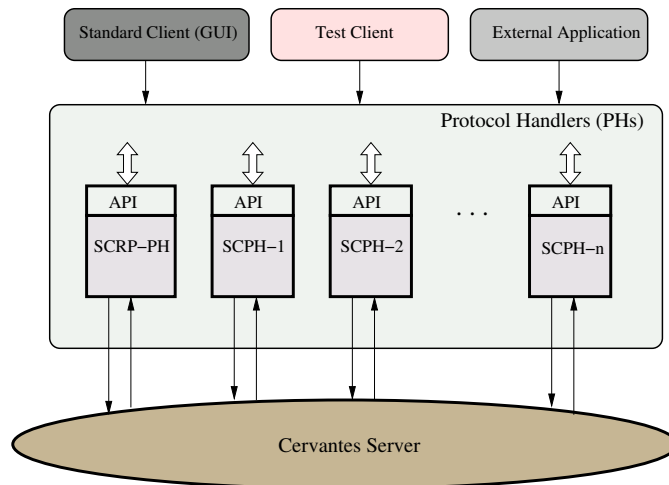 Standard Client (GUI)
Test Client
External Application
Protocol Handlers (PHs)
API
API
API
API
. . .
SCRP−PH
SCPH−1
SCPH−2
SCPH−n
Cervantes Server